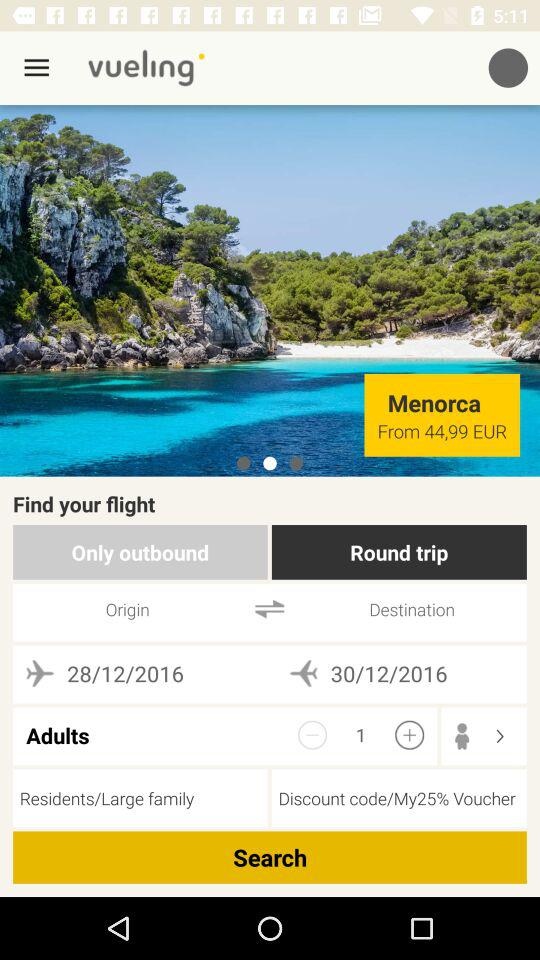 5:11
vueling
Menorca
From 44,99 EUR
Find your flight
Only outbound
Round trip
Origin
Destination
28/12/2016
30/12/2016
Adults
1
Residents/Large family
Discount code/My25% Voucher
Search